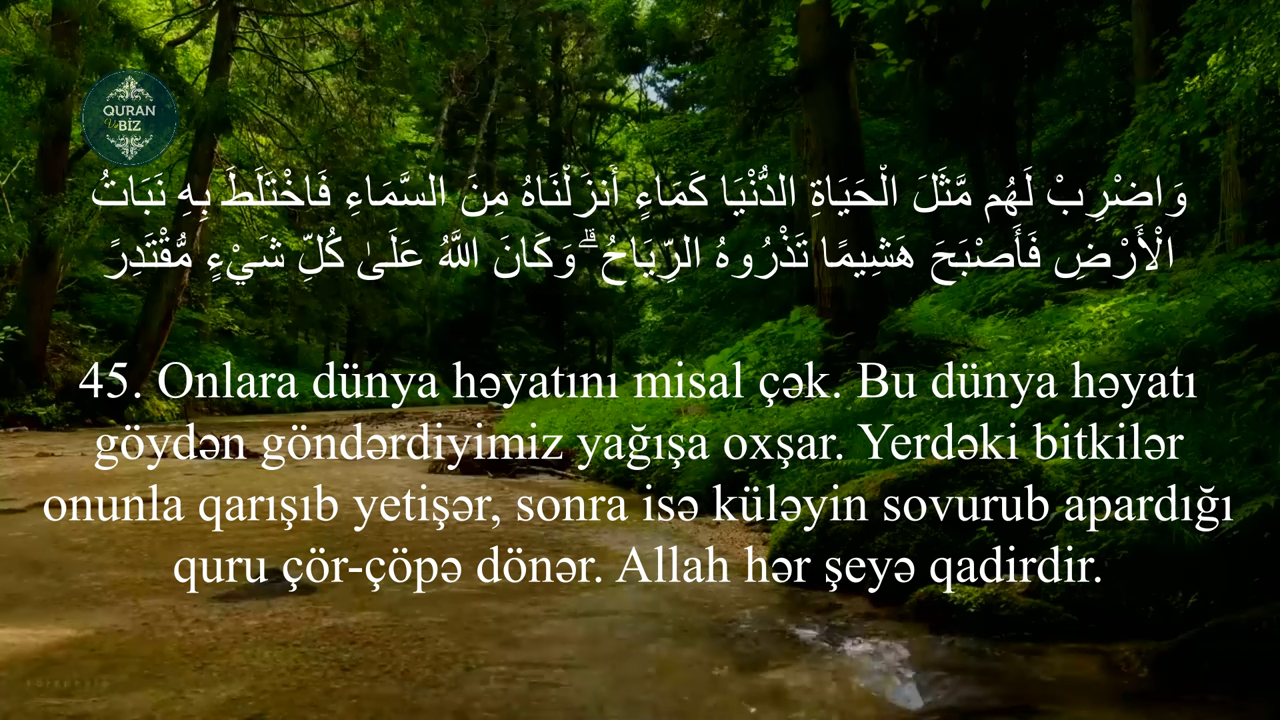 QURAN
Və
BİZ
وَاضْرِبْ لَهُم مَّثَلَ الْحَيَاةِ الدُّنْيَا كَمَاءٍ أَنزَلْنَاهُ مِنَ السَّمَاءِ فَاخْتَلَطَ بِهِ نَبَاتُ
الْأَرْضِ فَأَصْبَحَ هَشِيمًا تَذْرُوهُ الرِّيَاحُ ۗ وَكَانَ اللَّهُ عَلَىٰ كُلِّ شَيْءٍ مُّقْتَدِرً
45. Onlara dünya həyatını misal çək. Bu dünya həyatı
göydən göndərdiyimiz yağışa oxşar. Yerdəki bitkilər
onunla qarışıb yetişər, sonra isə küləyin sovurub apardığı
quru çör-çöpə dönər. Allah hər şeyə qadirdir.